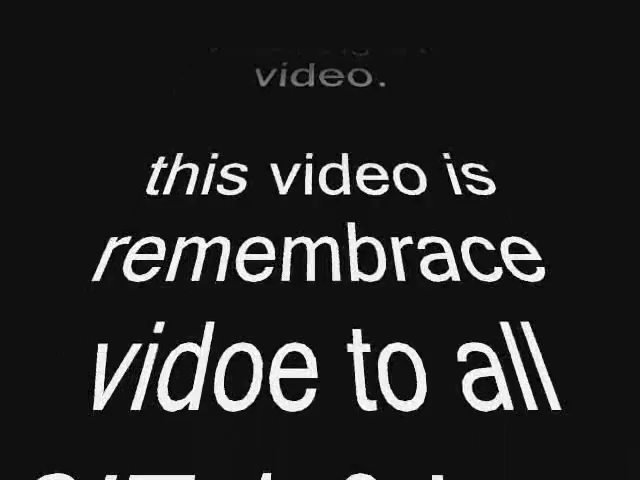 video.
this video is
remembrace
vidoe to all